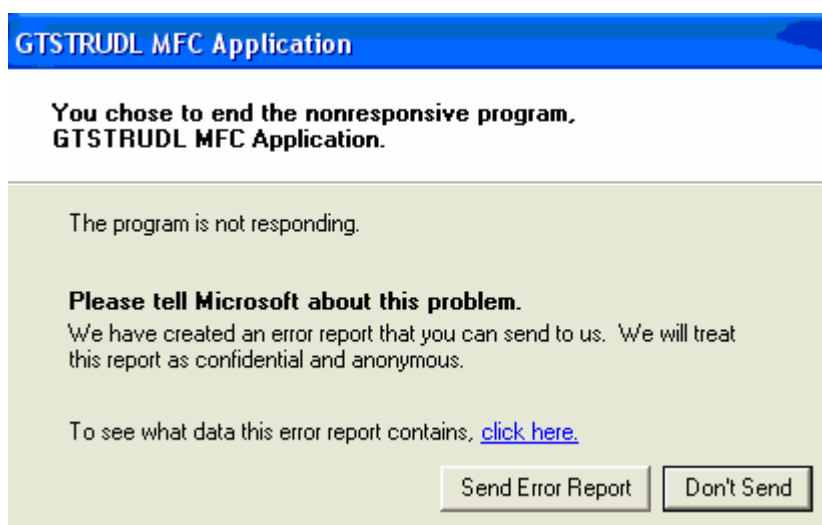 GTSTRUDL MFC Application
You chose to end the nonresponsive program,
GTSTRUDL MFC Application.
The program is not responding.
Please tell Microsoft about this problem.
We have created an error report that you can send to us. We will treat
this report as confidential and anonymous.
To see what data this error report contains, click here.
Send Error Report Don't Send